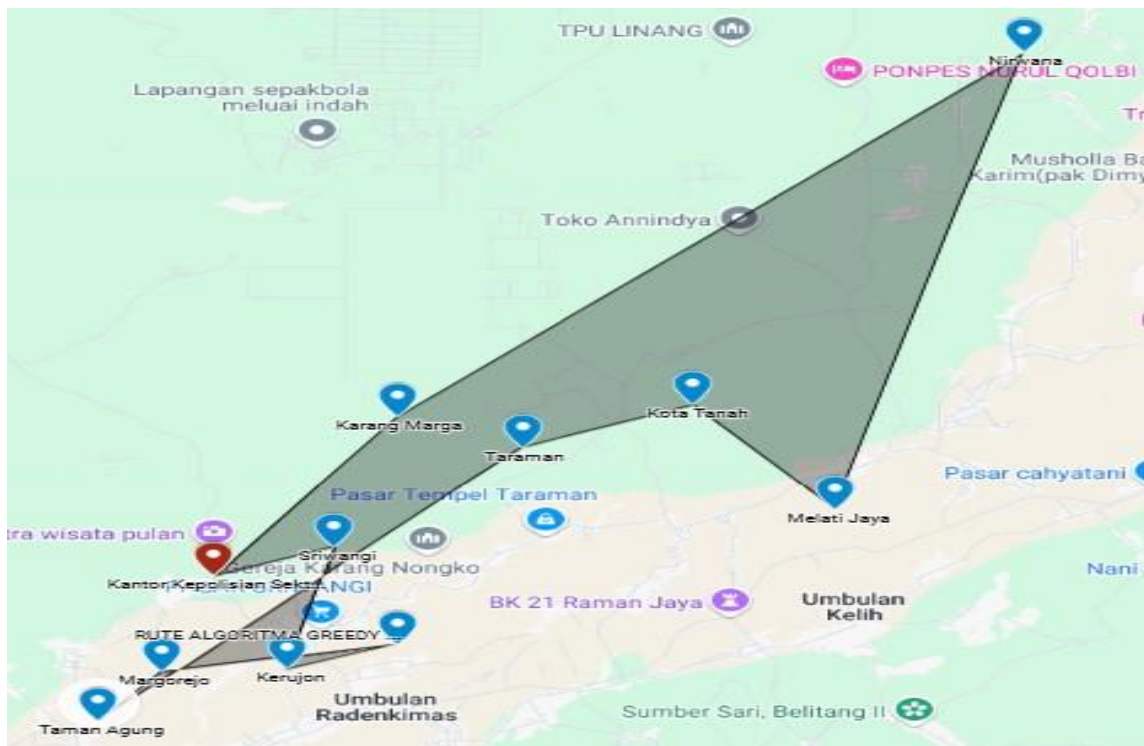 TPU LINANG
Nirwana
PONPES NURUL QOLBI
Lapangan sepakbola
meluai indah
Tr
Musholla Ba
Karim(pak Dimy
Toko Annindya
Karang Marga
Kota Tanah
Taraman
Pasar cahyatani
Pasar Tempel Taraman
Melati Jaya
tra wisata pulan
Sriwangi
Gereja Karang Nongko
Kantor Kepolisian Sekt
Nani
BK 21 Raman Jaya
Umbulan
Kelih
RUTE ALGORITMA GREEDY ...
Margorejo
Kerujon
Umbulan
Radenkimas
Taman Agung
Sumber Sari, Belitang II